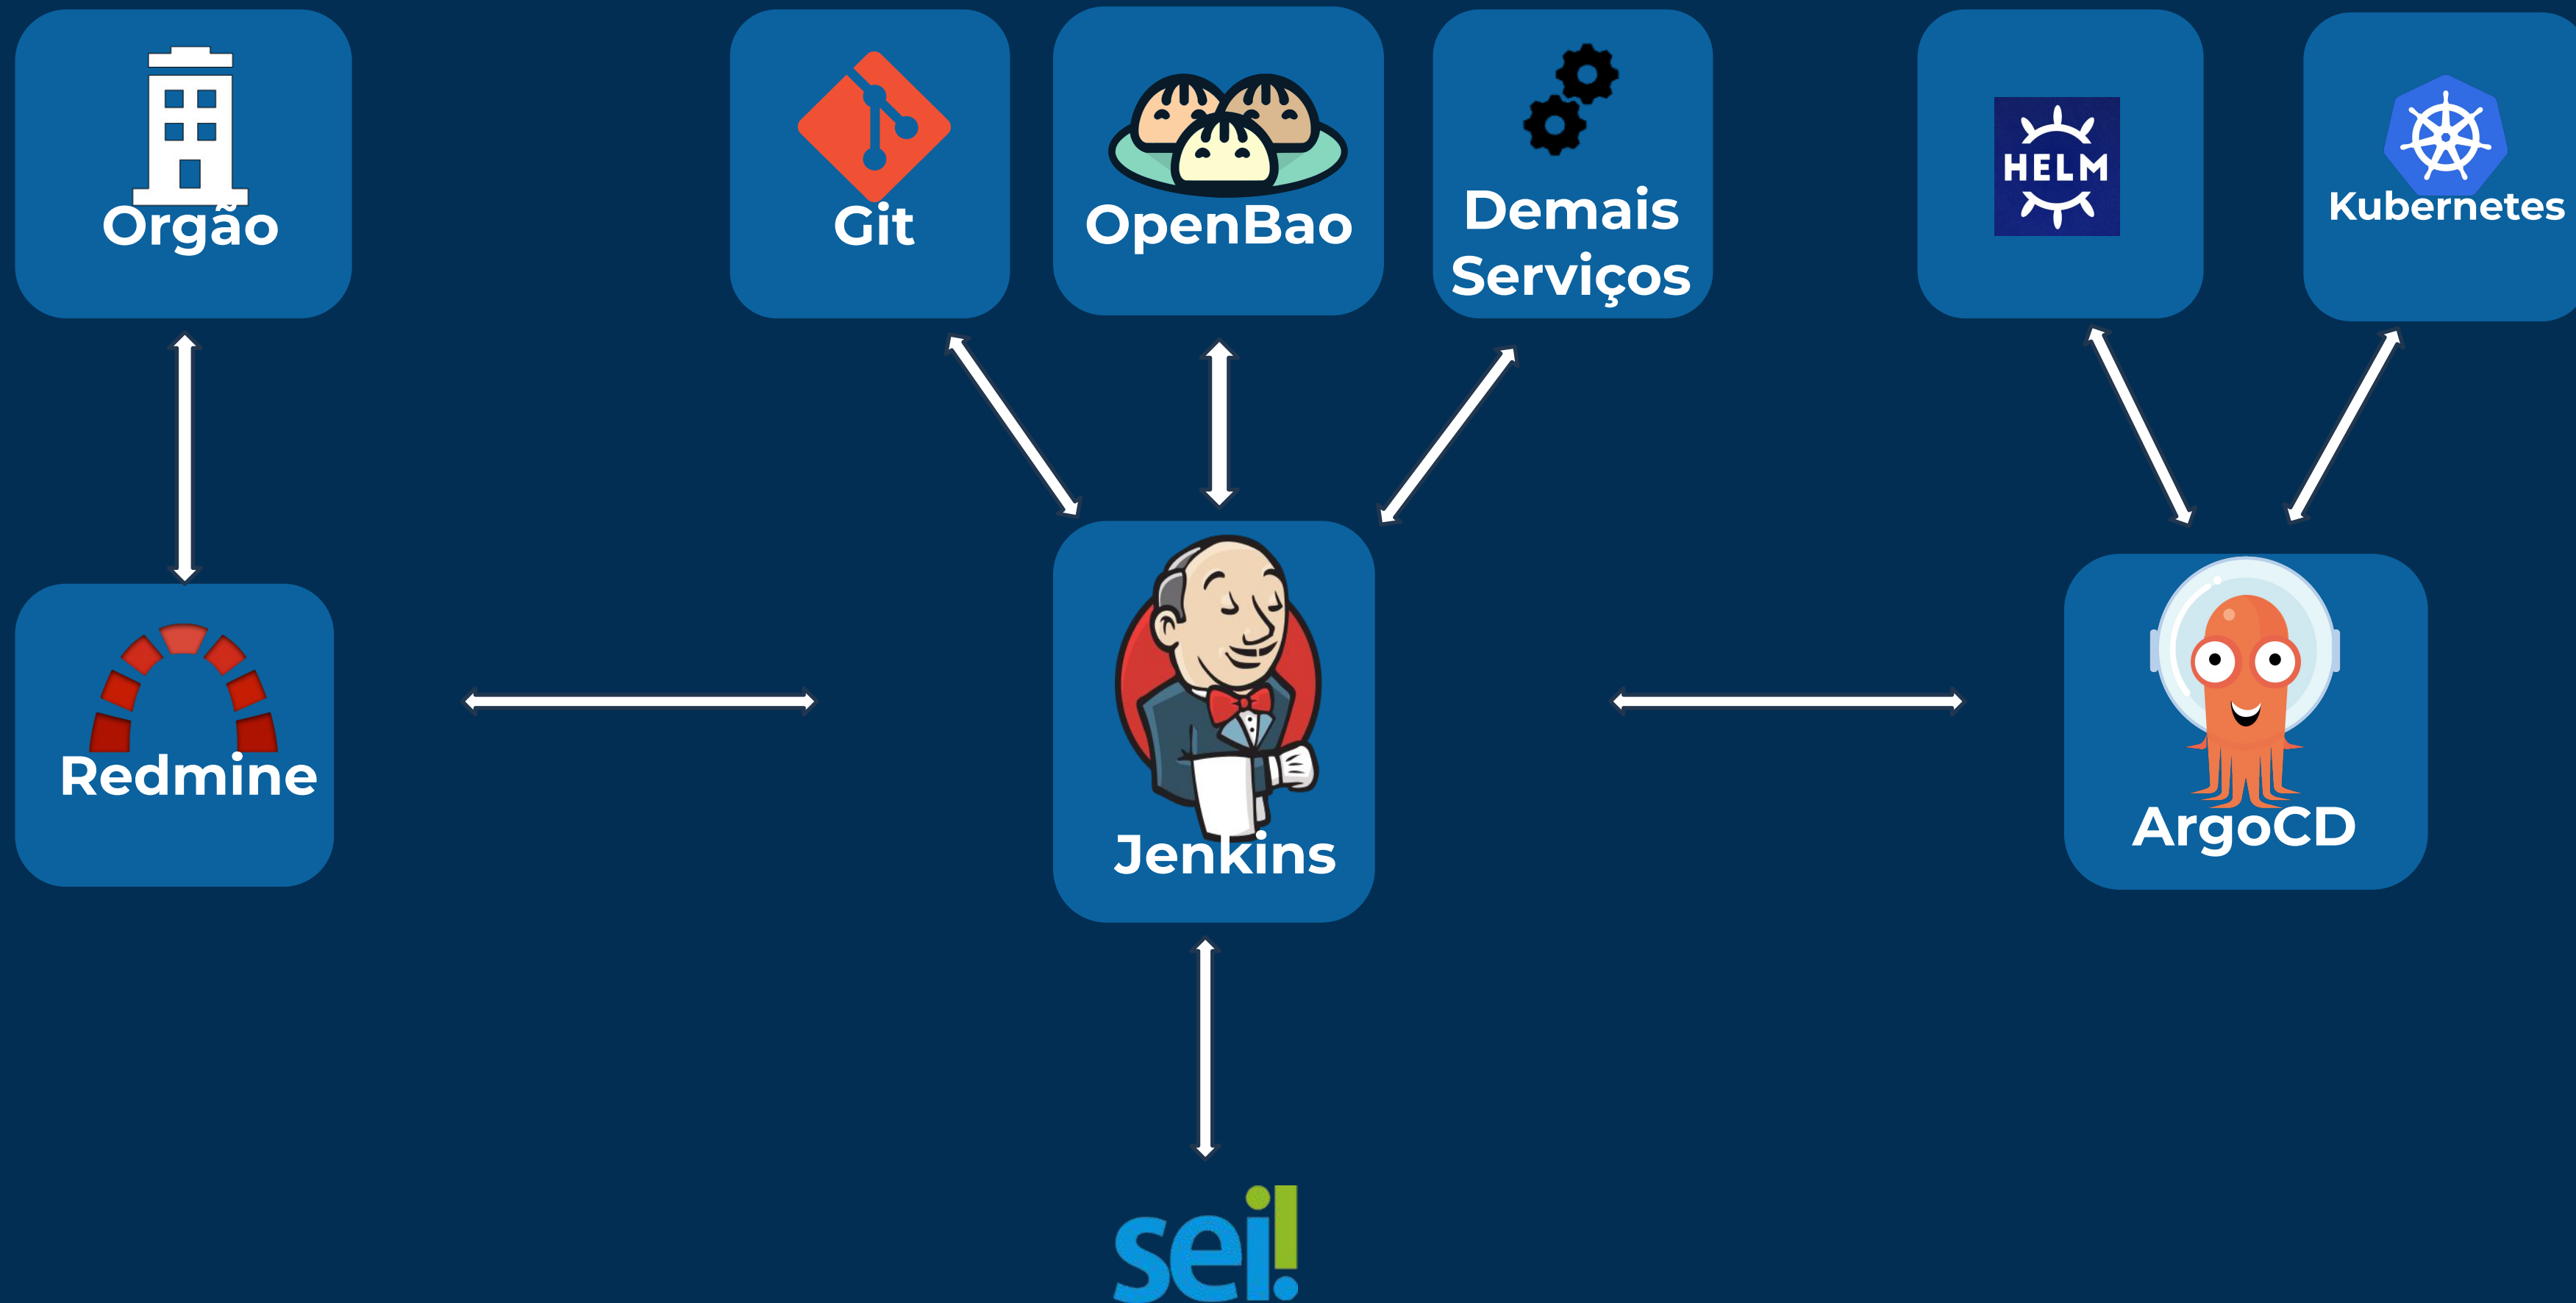 Orgão
Git
OpenBao
Demais
Serviços
HELM
Kubernetes
Redmine
Jenkins
ArgoCD
sei!